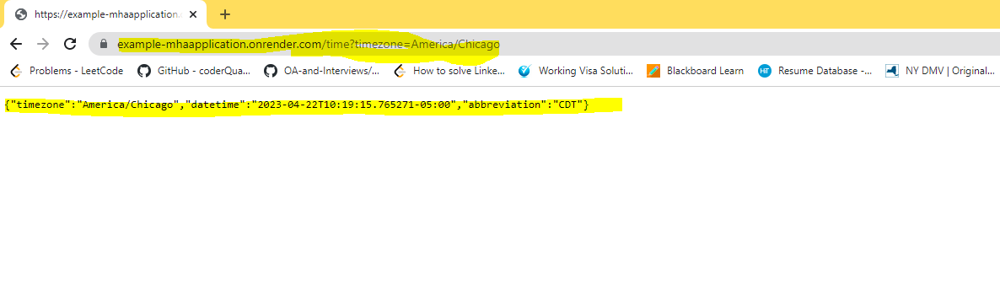 https://example-mhaapplication.
example-mhaapplication.onrender.com/time?timezone=America/Chicago
Problems - LeetCode
GitHub - coderQua...
OA-and-Interviews/...
How to solve Linke...
Working Visa Soluti...
Blackboard Learn
HT
Resume Database -...
NY DMV | Original...
{"timezone":"America/Chicago","datetime":"2023-04-22T10:19:15.765271-05:00","abbreviation":"CDT"}